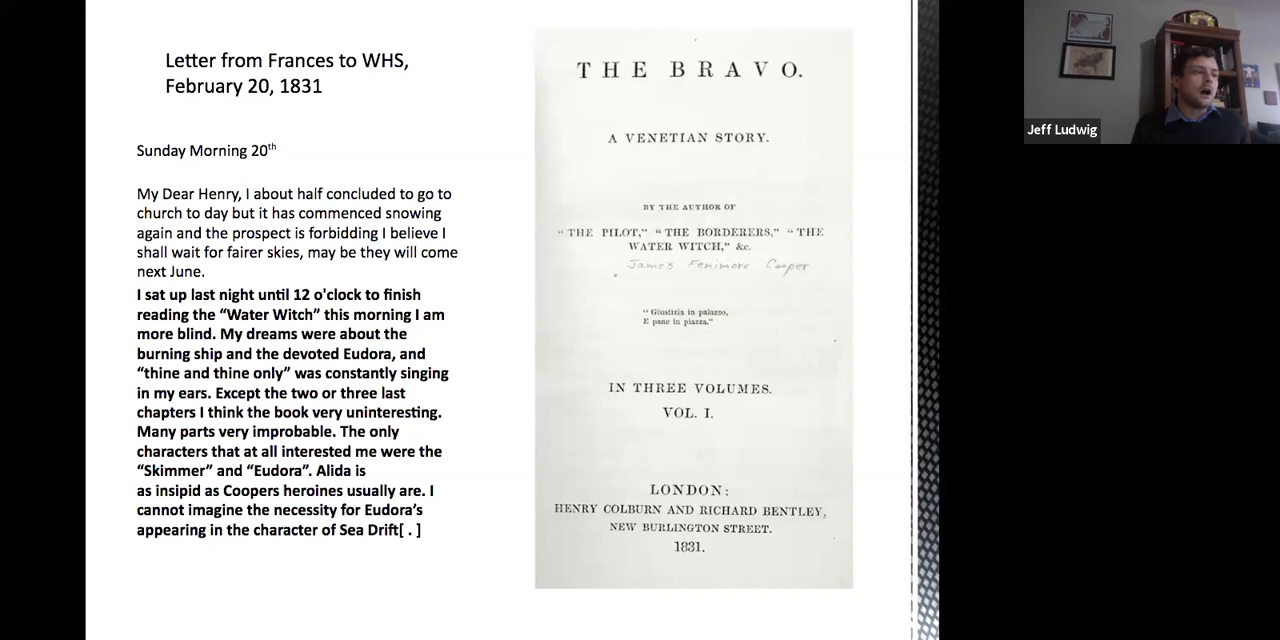 Letter from Frances to WHS,
February 20, 1831
Sunday Morning 20th
My Dear Henry, I about half concluded to go to
church to day but it has commenced snowing
again and the prospect is forbidding I believe I
shall wait for fairer skies, may be they will come
next June.
I sat up last night until 12 o'clock to finish
reading the “Water Witch” this morning I am
more blind. My dreams were about the
burning ship and the devoted Eudora, and
“thine and thine only” was constantly singing
in my ears. Except the two or three last
chapters I think the book very uninteresting.
Many parts very improbable. The only
characters that at all interested me were the
“Skimmer” and “Eudora”. Alida is
as insipid as Coopers heroines usually are. I
cannot imagine the necessity for Eudora’s
appearing in the character of Sea Drift[ . ]
THE BRAVO.
A VENETIAN STORY.
BY THE AUTHOR OF
“ THE PILOT,” “ THE BORDERERS,” “ THE
WATER WITCH,” &c.
James Fenimore Cooper
“ Giustizia in palazzo,
E pane in piazza.”
IN THREE VOLUMES.
VOL. I.
LONDON:
HENRY COLBURN AND RICHARD BENTLEY,
NEW BURLINGTON STREET.
1831.
Jeff Ludwig